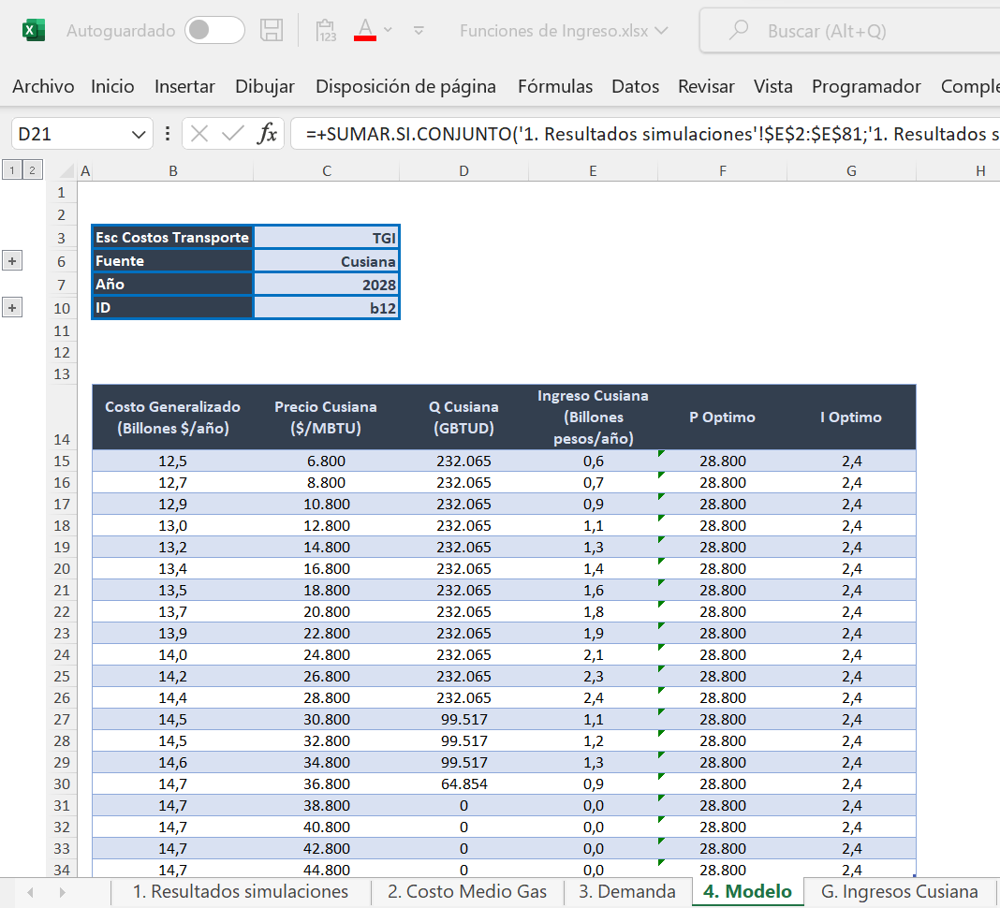 Autoguardado 123 A Funciones de Ingreso.xlsx Buscar (Alt+Q)
Archivo Inicio Insertar Dibujar Disposición de página Fórmulas Datos Revisar Vista Programador Comple
D21 fx =+SUMAR.SI.CONJUNTO('1. Resultados simulaciones'!$E$2:$E$81;'1. Resultados s
1 2 A B C D E F G H
1
2
3 Esc Costos Transporte TGI
6 Fuente Cusiana
7 Año 2028
10 ID b12
11
12
13
Ingreso Cusiana
Costo Generalizado Precio Cusiana Q Cusiana (Billones P Optimo I Optimo
(Billones $/año) ($/MBTU) (GBTUD) pesos/año)
14
15 12,5 6.800 232.065 0,6 28.800 2,4
16 12,7 8.800 232.065 0,7 28.800 2,4
17 12,9 10.800 232.065 0,9 28.800 2,4
18 13,0 12.800 232.065 1,1 28.800 2,4
19 13,2 14.800 232.065 1,3 28.800 2,4
20 13,4 16.800 232.065 1,4 28.800 2,4
21 13,5 18.800 232.065 1,6 28.800 2,4
22 13,7 20.800 232.065 1,8 28.800 2,4
23 13,9 22.800 232.065 1,9 28.800 2,4
24 14,0 24.800 232.065 2,1 28.800 2,4
25 14,2 26.800 232.065 2,3 28.800 2,4
26 14,4 28.800 232.065 2,4 28.800 2,4
27 14,5 30.800 99.517 1,1 28.800 2,4
28 14,5 32.800 99.517 1,2 28.800 2,4
29 14,6 34.800 99.517 1,3 28.800 2,4
30 14,7 36.800 64.854 0,9 28.800 2,4
31 14,7 38.800 0 0,0 28.800 2,4
32 14,7 40.800 0 0,0 28.800 2,4
33 14,7 42.800 0 0,0 28.800 2,4
34 14,7 44.800 0 0,0 28.800 2,4
1. Resultados simulaciones 2. Costo Medio Gas 3. Demanda 4. Modelo G. Ingresos Cusiana